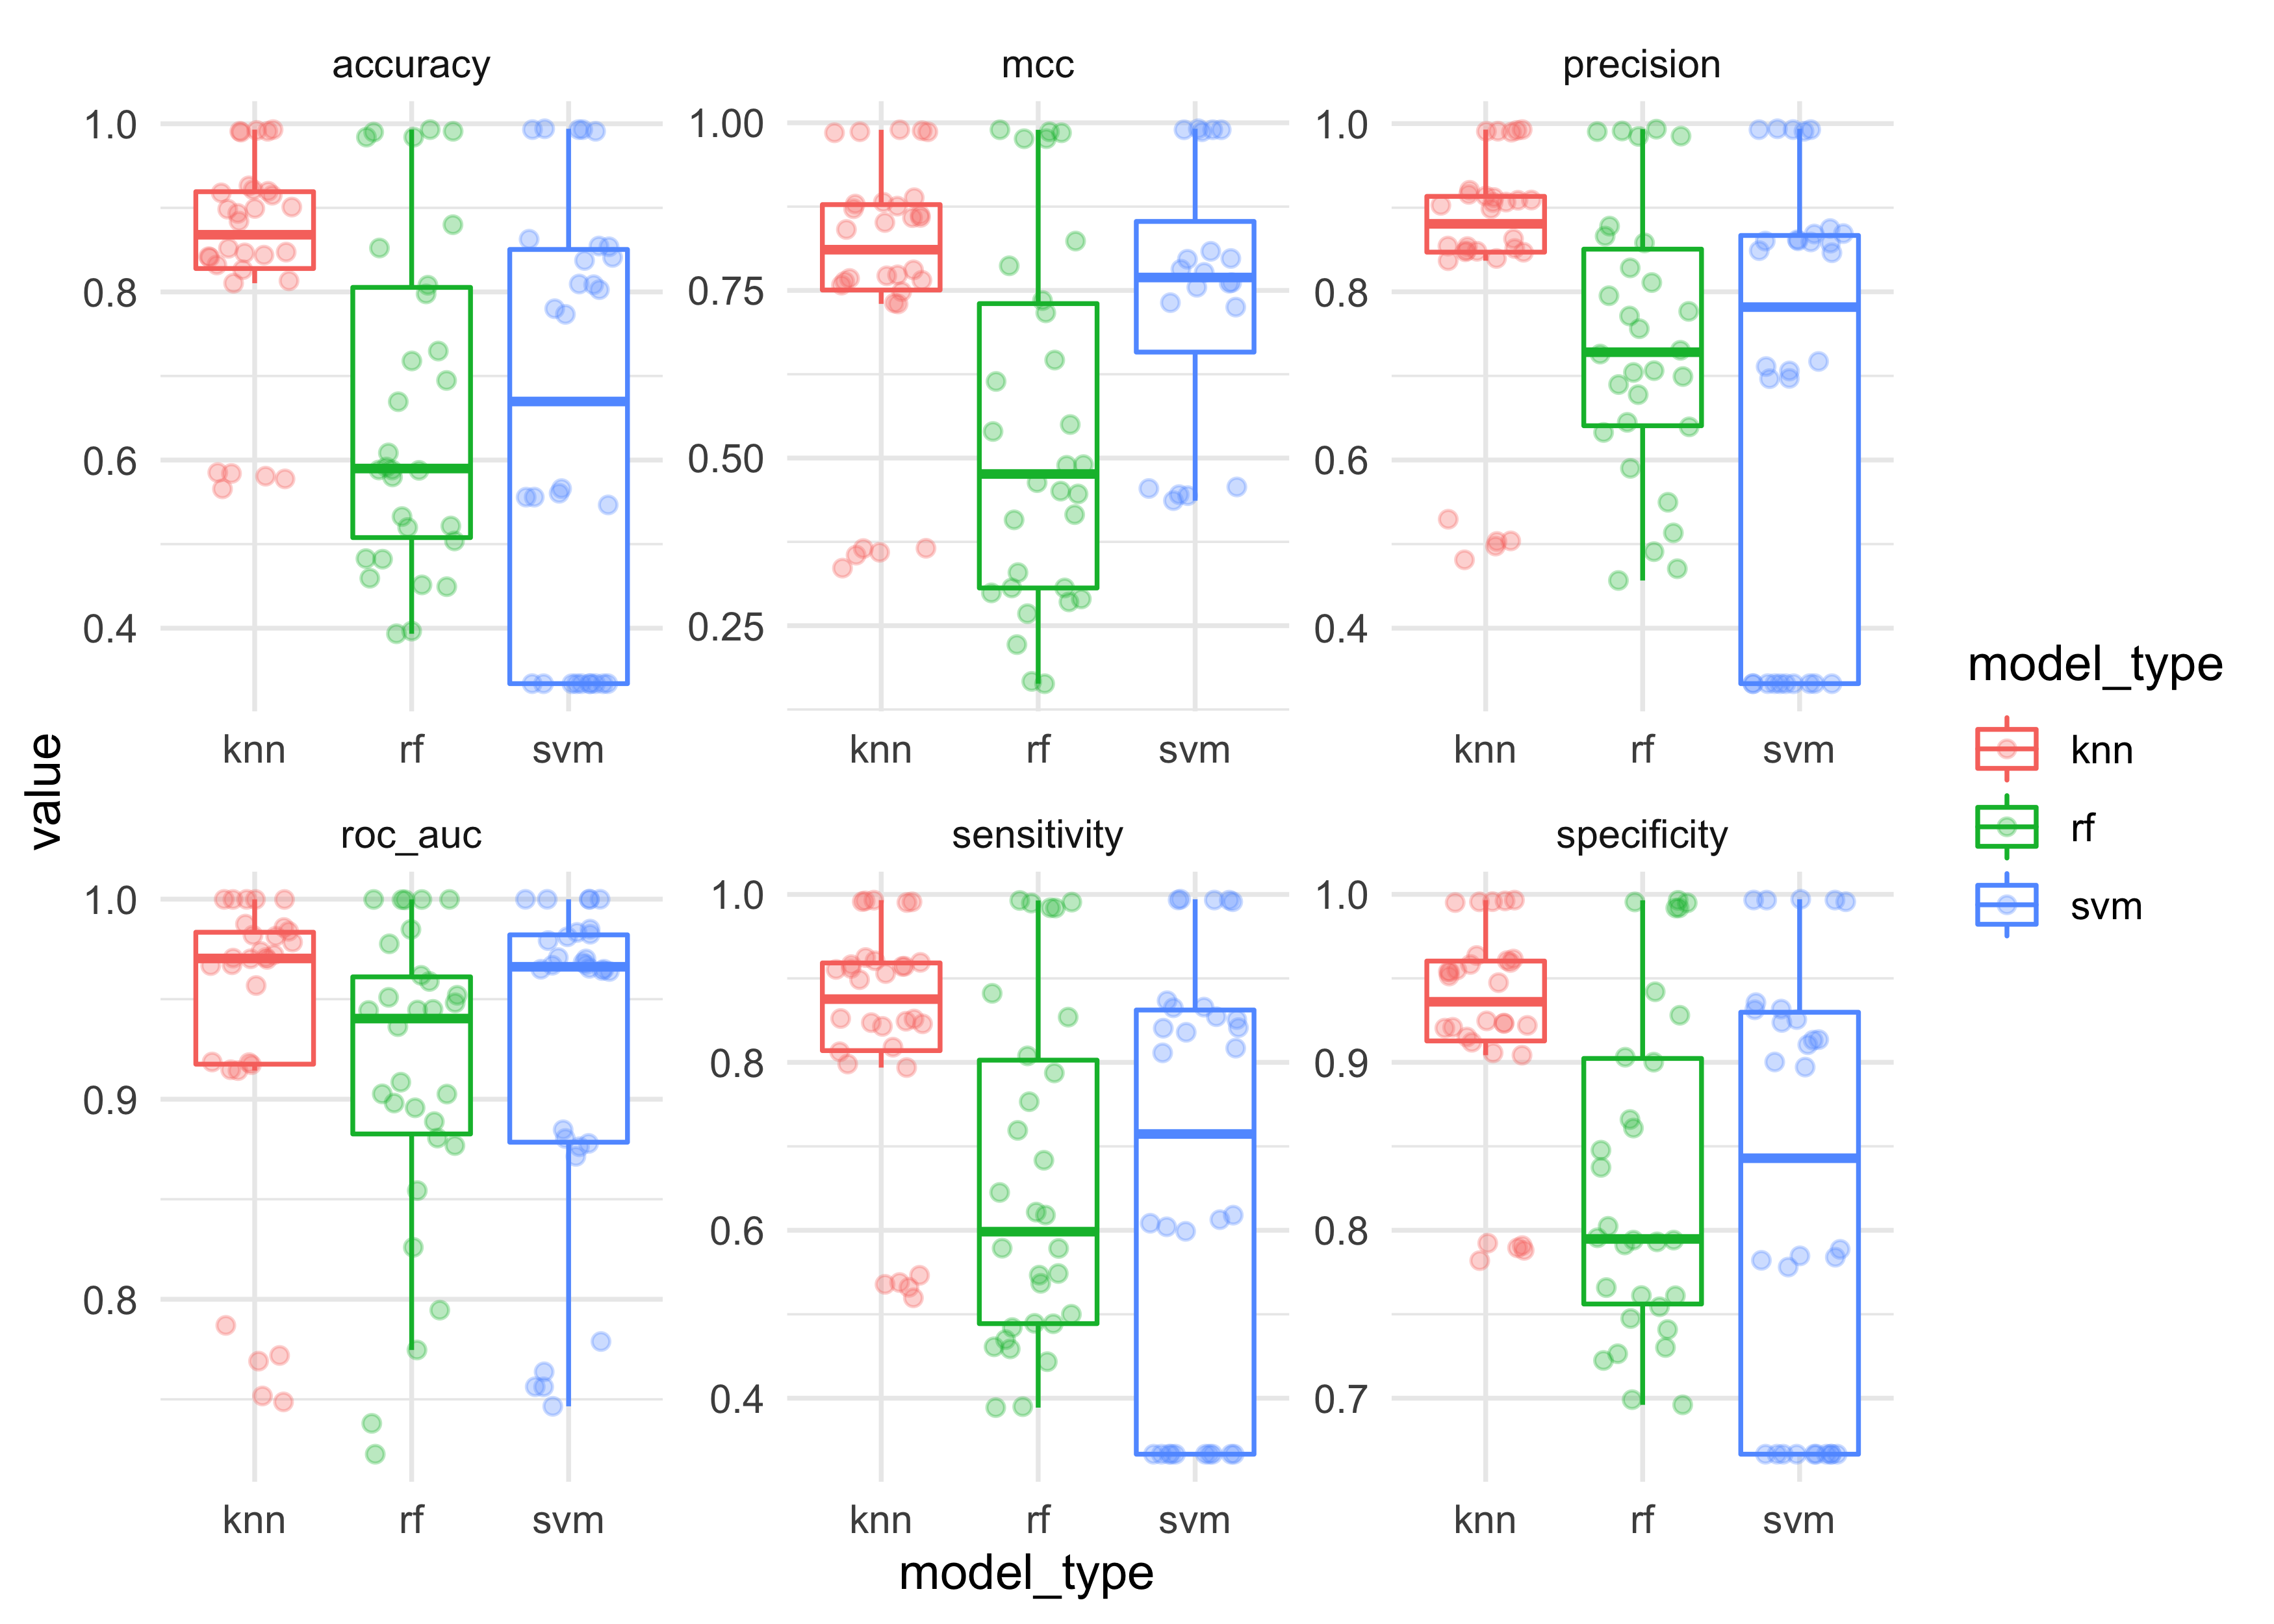 accuracy
mcc
precision
1.0
0.8
0.6
0.4
1.00
0.75
0.50
0.25
1.0
0.8
0.6
0.4
knn rf svm
knn rf svm
knn rf svm
value
roc_auc
sensitivity
specificity
1.0
0.9
0.8
1.0
0.8
0.6
0.4
1.0
0.9
0.8
0.7
knn rf svm
knn rf svm
knn rf svm
model_type
model_type
knn
rf
svm